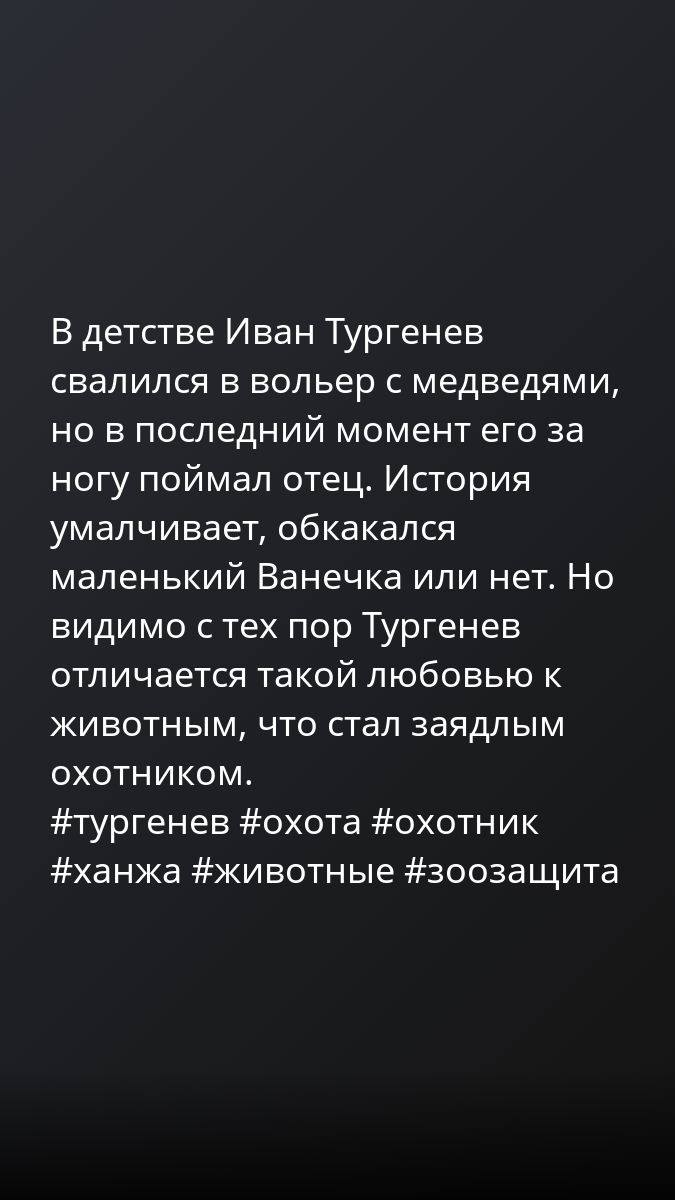 В детстве Иван Тургенев
свалился в вольер с медведями,
но в последний момент его за
ногу поймал отец. История
умалчивает, обкакался
маленький Ванечка или нет. Но
видимо с тех пор Тургенев
отличается такой любовью к
животным, что стал заядлым
охотником.
#тургенев #охота #охотник
#ханжа #животные #зоозащита